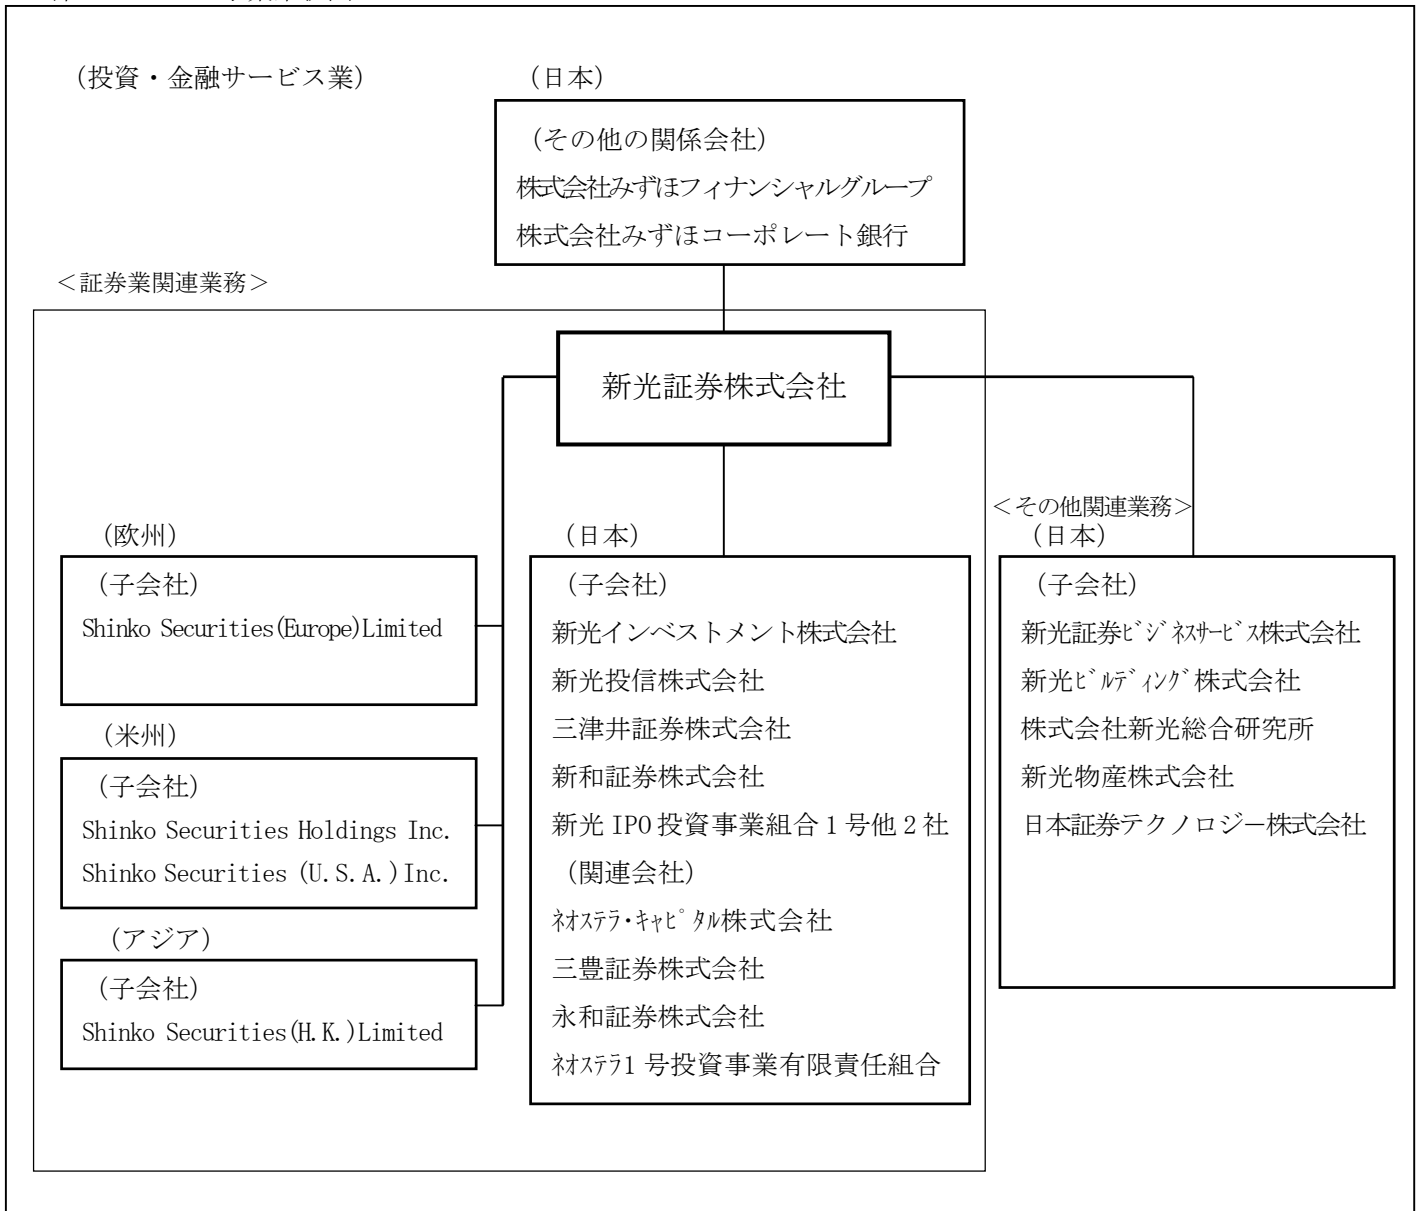 (投資・金融サービス業)
(日本)
(その他の関係会社)
株式会社みずほフィナンシャルグループ
株式会社みずほコーポレート銀行
<証券業関連業務>
新光証券株式会社
<その他関連業務>
(欧州)
(子会社)
Shinko Securities(Europe)Limited
(米州)
(子会社)
Shinko Securities Holdings Inc.
Shinko Securities (U.S.A.)Inc.
(アジア)
(子会社)
Shinko Securities(H.K.)Limited
(日本)
(子会社)
新光インベストメント株式会社
新光投信株式会社
三津井証券株式会社
新和証券株式会社
新光 IPO 投資事業組合 1 号他 2 社
(関連会社)
ネオステラ・キャピタル株式会社
三豊証券株式会社
永和証券株式会社
ネオステラ1 号投資事業有限責任組合
(日本)
(子会社)
新光証券ビジネスサービス株式会社
新光ビルディング株式会社
株式会社新光総合研究所
新光物産株式会社
日本証券テクノロジー株式会社